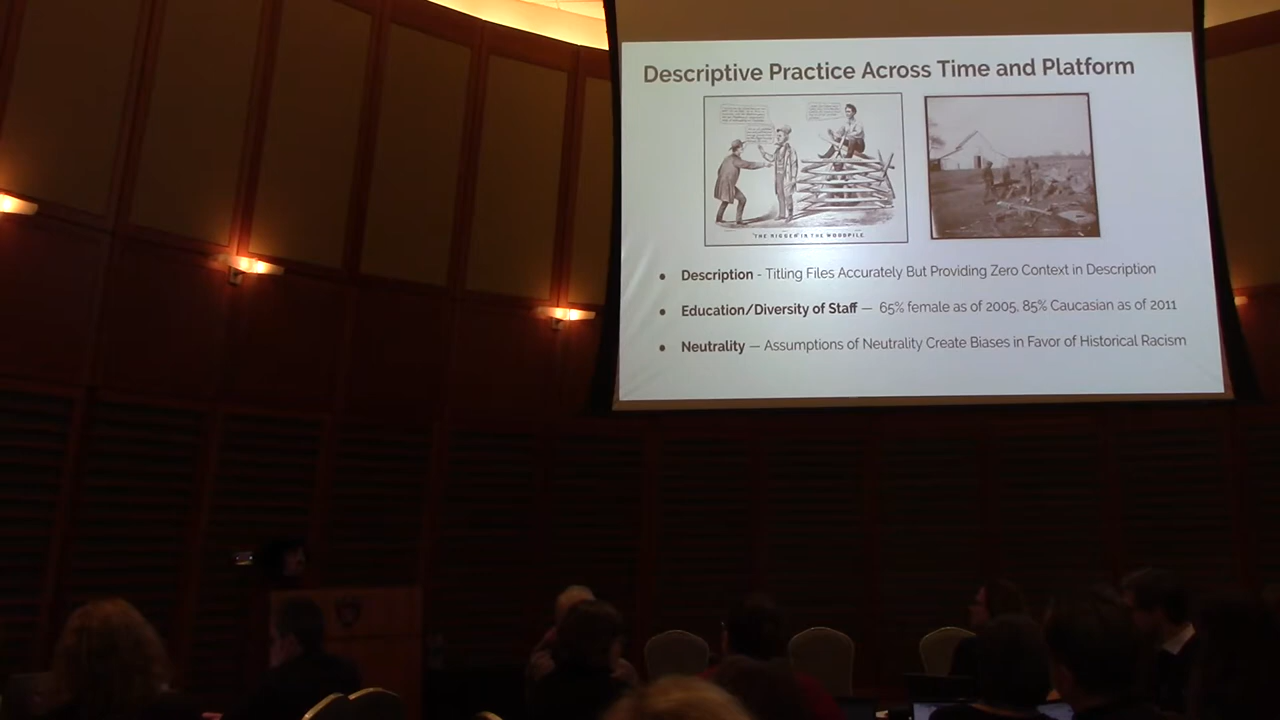 Descriptive Practice Across Time and Platform
"THE NIGGER" IN THE WOODPILE.
● Description - Titling Files Accurately But Providing Zero Context in Description
● Education/Diversity of Staff — 65% female as of 2005, 85% Caucasian as of 2011
● Neutrality — Assumptions of Neutrality Create Biases in Favor of Historical Racism